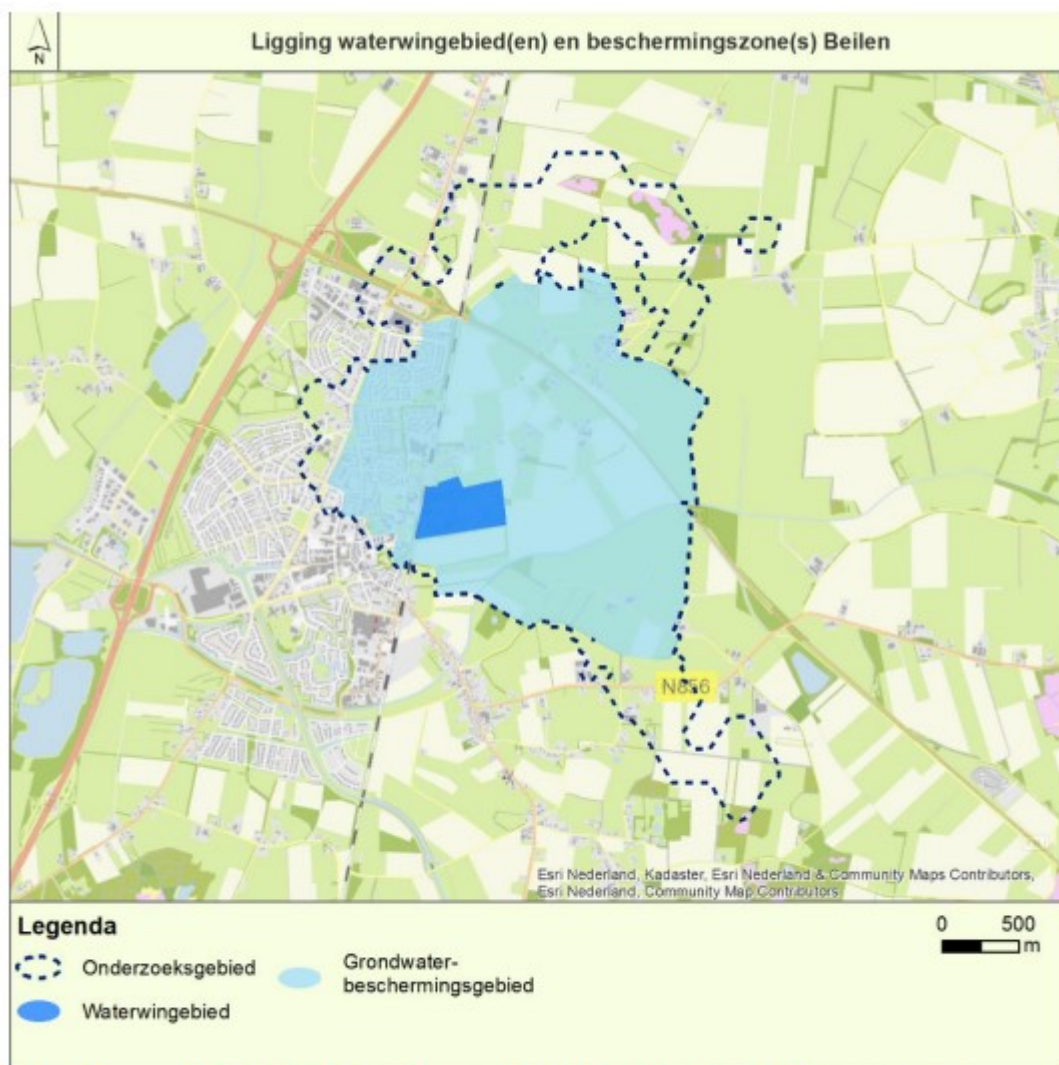 N
Ligging waterwingebied(en) en beschermingszone(s) Beilen
N856
Esri Nederland, Kadaster, Esri Nederland & Community Maps Contributors,
Esri Nederland, Community Map Contributors
Legenda
Onderzoeksgebied
Waterwingebied
Grondwater-
beschermingsgebied
0 500
m